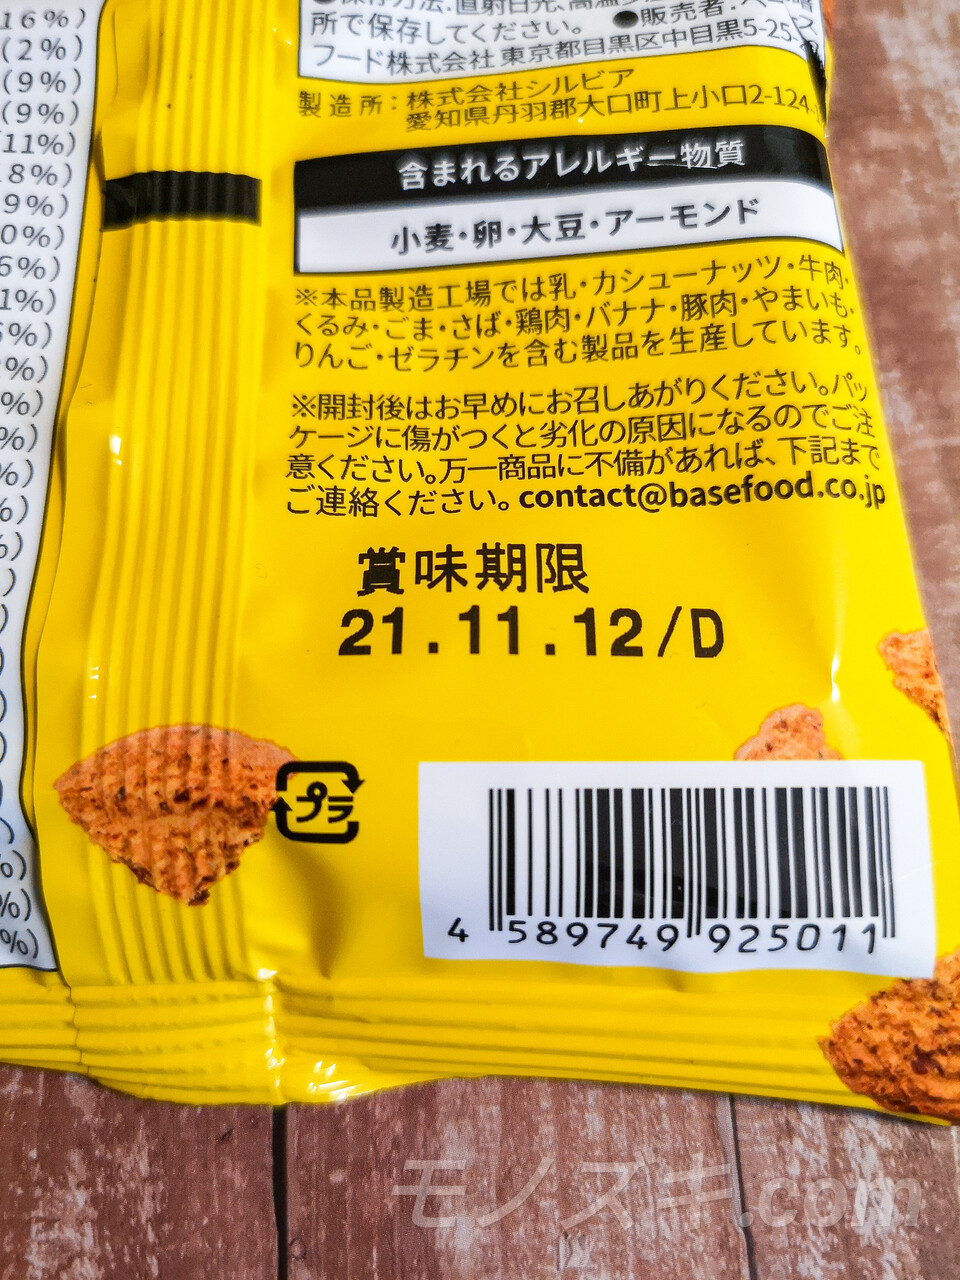 16%)
(2%)
(9%)
(9%)
(11%)
18%)
9%)
0%)
6%)
1%)
%)
%)
%)
%)
%)
%)
%)
)
)
)
%)
%)
%)
所で保存してください。 ●販売者:
フード株式会社 東京都目黒区中目黒5-25-
製造所:株式会社シルビア
愛知県丹羽郡大口町上小口2-124-
含まれるアレルギー物質
小麦・卵・大豆・アーモンド
※本品製造工場では乳・カシューナッツ・牛肉・
くるみ・ごま・さば・鶏肉・バナナ・豚肉・やまいも・
りんご・ゼラチンを含む製品を生産しています。
※開封後はお早めにお召しあがりください。パッ
ケージに傷がつくと劣化の原因になるのでご注
意ください。万一商品に不備があれば、下記まで
ご連絡ください。contact@basefood.co.jp
賞味期限
21.11.12/D
プラ
4 589749 925011
モノズキ.com